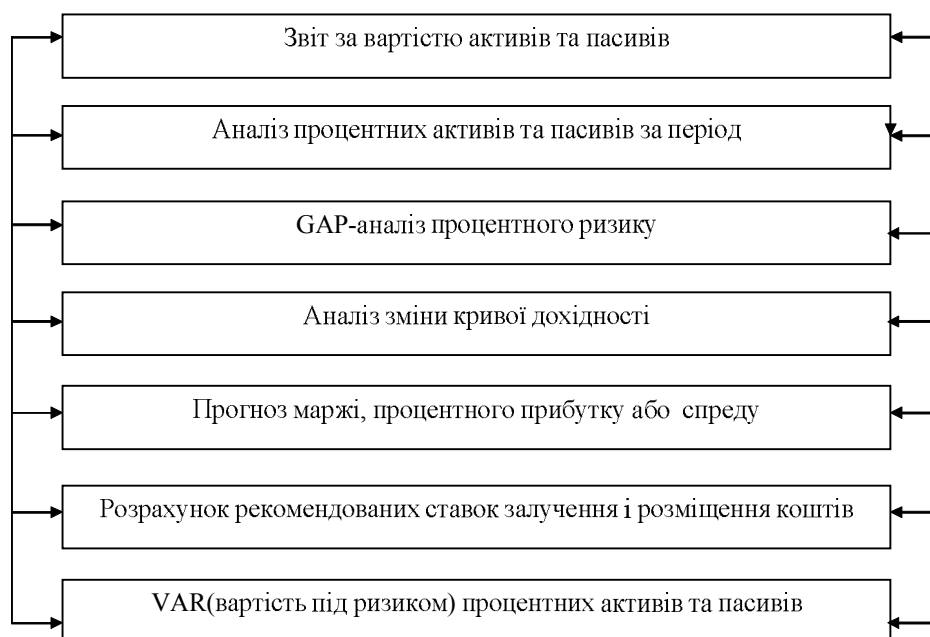 Звіт за вартістю активів та пасивів
Аналіз процентних активів та пасивів за період
GAP-аналіз процентного ризику
Аналіз зміни кривої дохідності
Прогноз маржі, процентного прибутку або спреду
Розрахунок рекомендованих ставок залучення і розміщення коштів
VAR(вартість під ризиком) процентних активів та пасивів